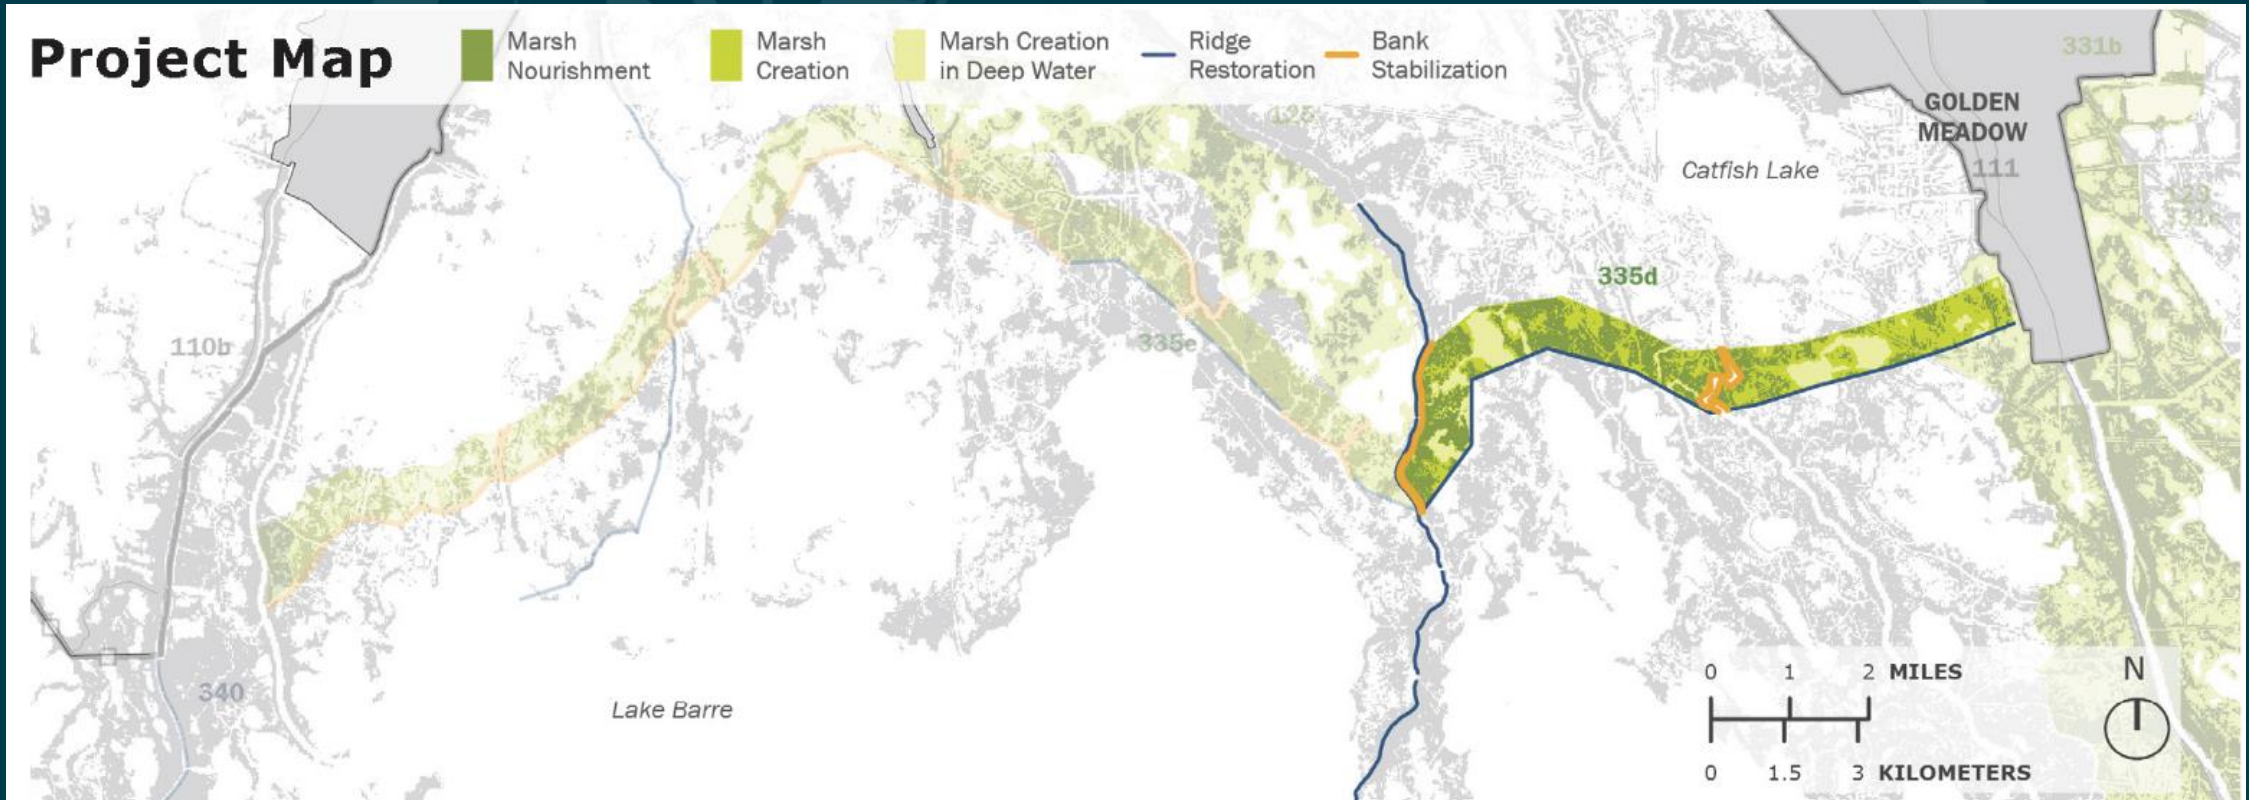 Project Map
Marsh
Nourishment
Marsh
Creation
Marsh Creation
in Deep Water
Ridge
Restoration
Bank
Stabilization
331b
GOLDEN
MEADOW
111
125
Catfish Lake
335d
335e
110b
340
Lake Barre
0 1 2 MILES
0 1.5 3 KILOMETERS
N